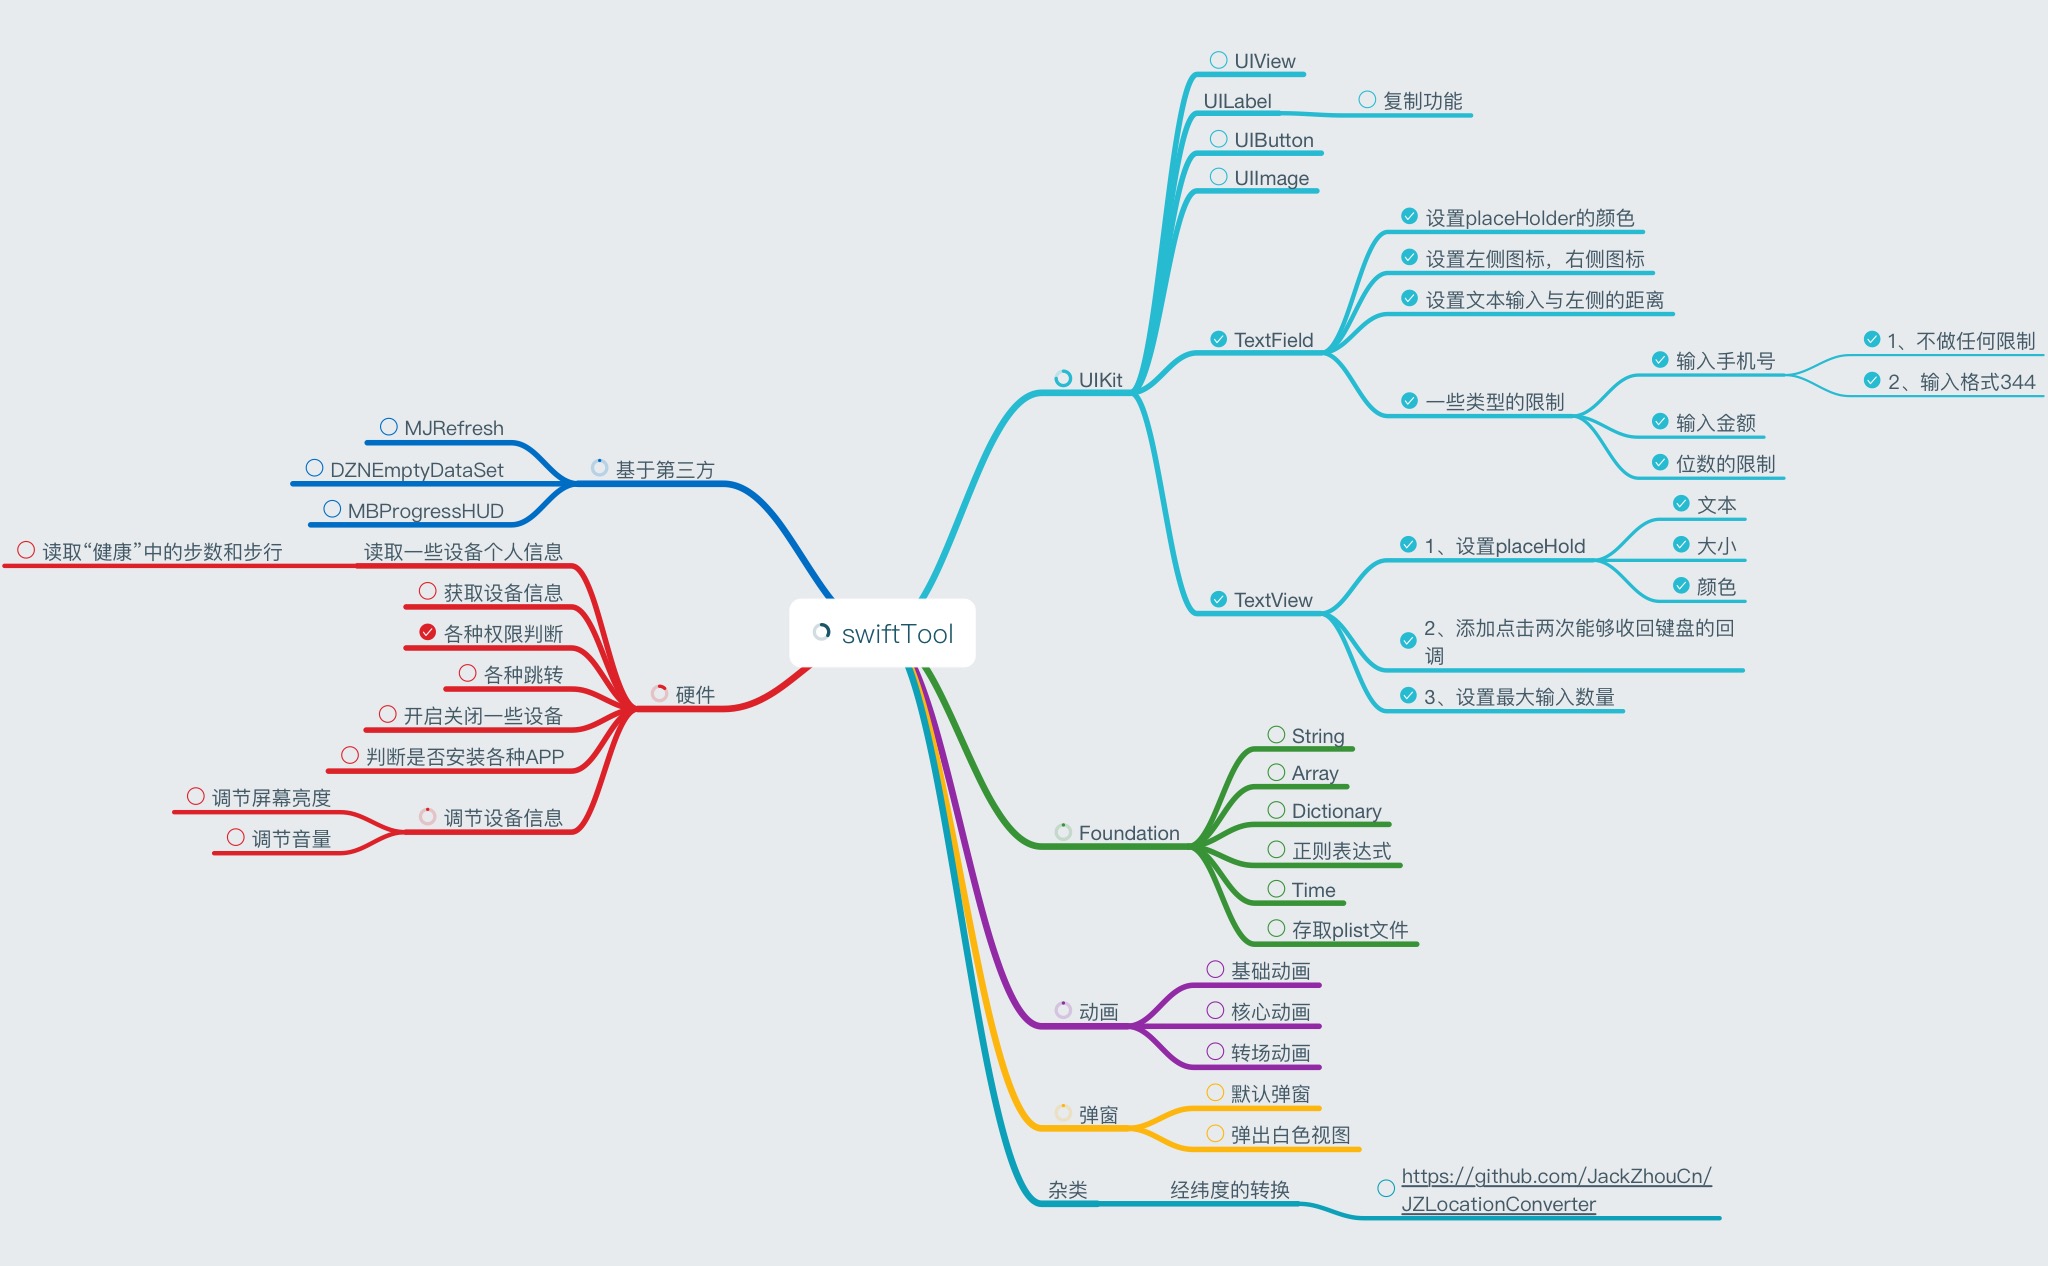 swiftTool
UIKit
UIView
UILabel
复制功能
UIButton
UIImage
TextField
设置placeHolder的颜色
设置左侧图标，右侧图标
设置文本输入与左侧的距离
一些类型的限制
输入手机号
1、不做任何限制
2、输入格式344
输入金额
位数的限制
TextView
1、设置placeHold
文本
大小
颜色
2、添加点击两次能够收回键盘的回
调
3、设置最大输入数量
Foundation
String
Array
Dictionary
正则表达式
Time
存取plist文件
动画
基础动画
核心动画
转场动画
弹窗
默认弹窗
弹出白色视图
杂类
经纬度的转换
https://github.com/JackZhouCn/
JZLocationConverter
基于第三方
MJRefresh
DZNEmptyDataSet
MBProgressHUD
硬件
读取一些设备个人信息
读取“健康”中的步数和步行
获取设备信息
各种权限判断
各种跳转
开启关闭一些设备
判断是否安装各种APP
调节设备信息
调节屏幕亮度
调节音量